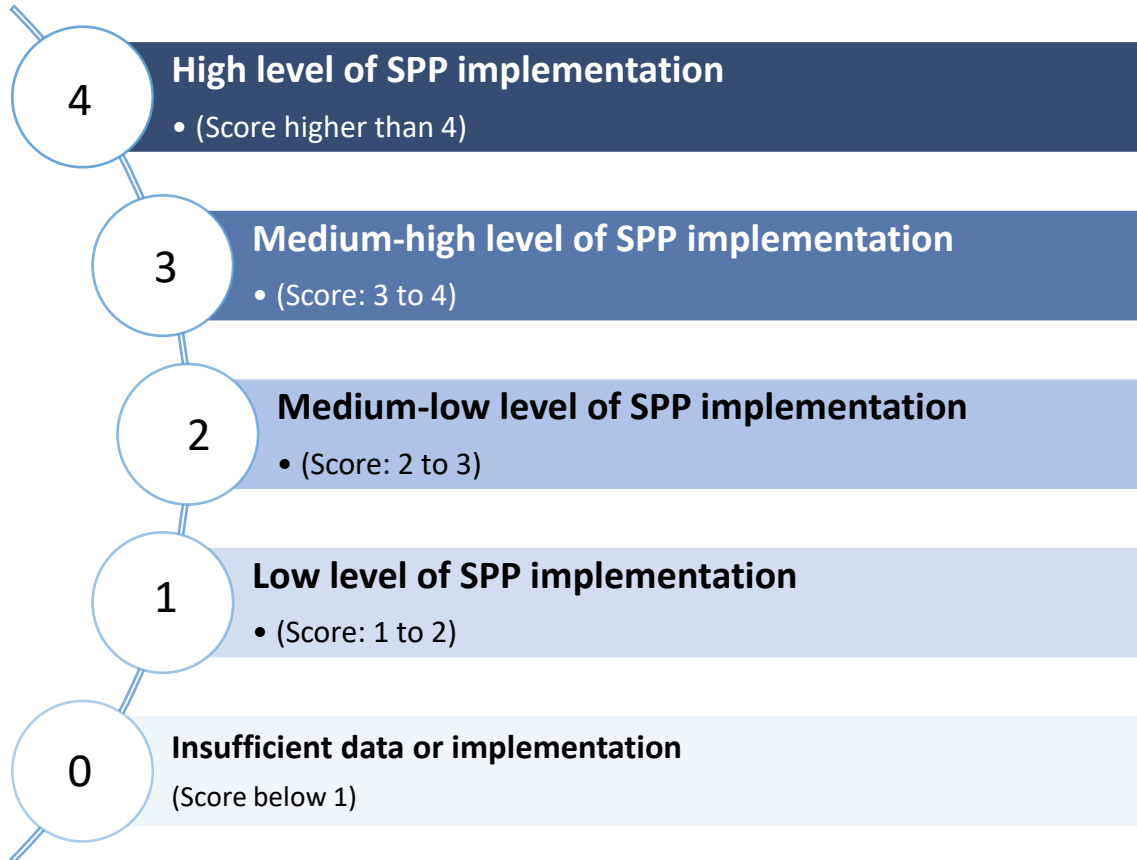 4
High level of SPP implementation
• (Score higher than 4)
3
Medium-high level of SPP implementation
• (Score: 3 to 4)
2
Medium-low level of SPP implementation
• (Score: 2 to 3)
1
Low level of SPP implementation
• (Score: 1 to 2)
0
Insufficient data or implementation
(Score below 1)